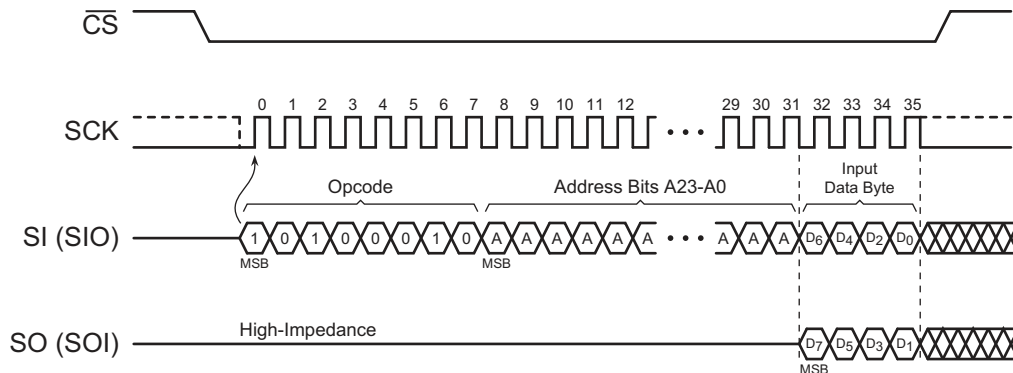 CS
0 1 2 3 4 5 6 7 8 9 10 11 12 29 30 31 32 33 34 35
SCK
Opcode
Address Bits A23-A0
Input
Data Byte
SI (SIO)
1 0 1 0 0 0 1 0 A A A A A A A A A D6 D4 D2 D0
MSB MSB
High-Impedance
SO (SOI)
D7 D5 D3 D1
MSB